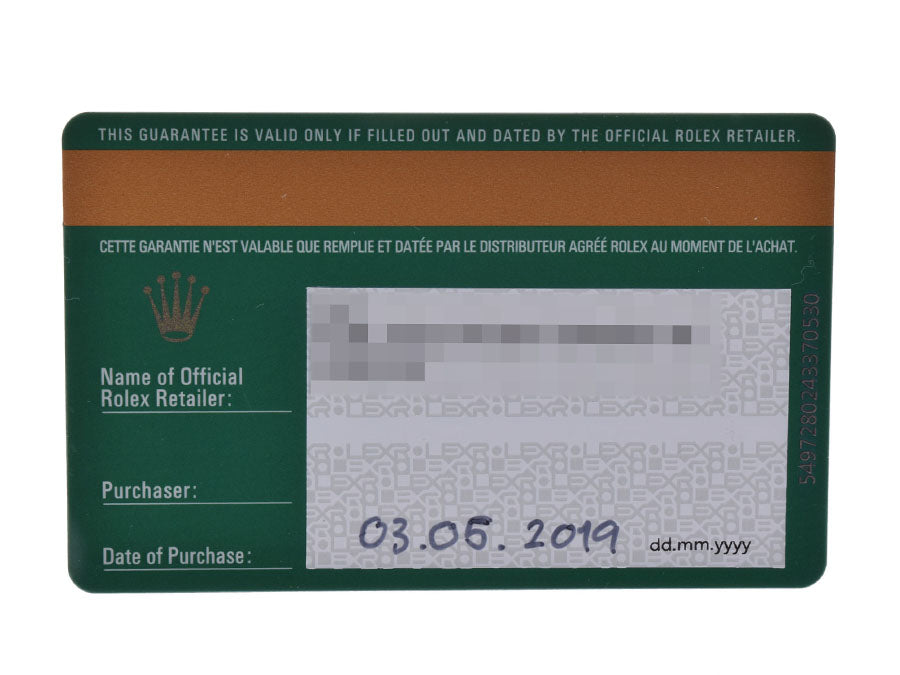 THIS GUARANTEE IS VALID ONLY IF FILLED OUT AND DATED BY THE OFFICIAL ROLEX RETAILER.
CETTE GARANTIE N'EST VALABLE QUE REMPLIE ET DATÉE PAR LE DISTRIBUTEUR AGRÉÉ ROLEX AU MOMENT DE L'ACHAT.
Name of Official
Rolex Retailer:
Purchaser:
Date of Purchase:
03.05.2019
dd.mm.yyyy
5497280243370530